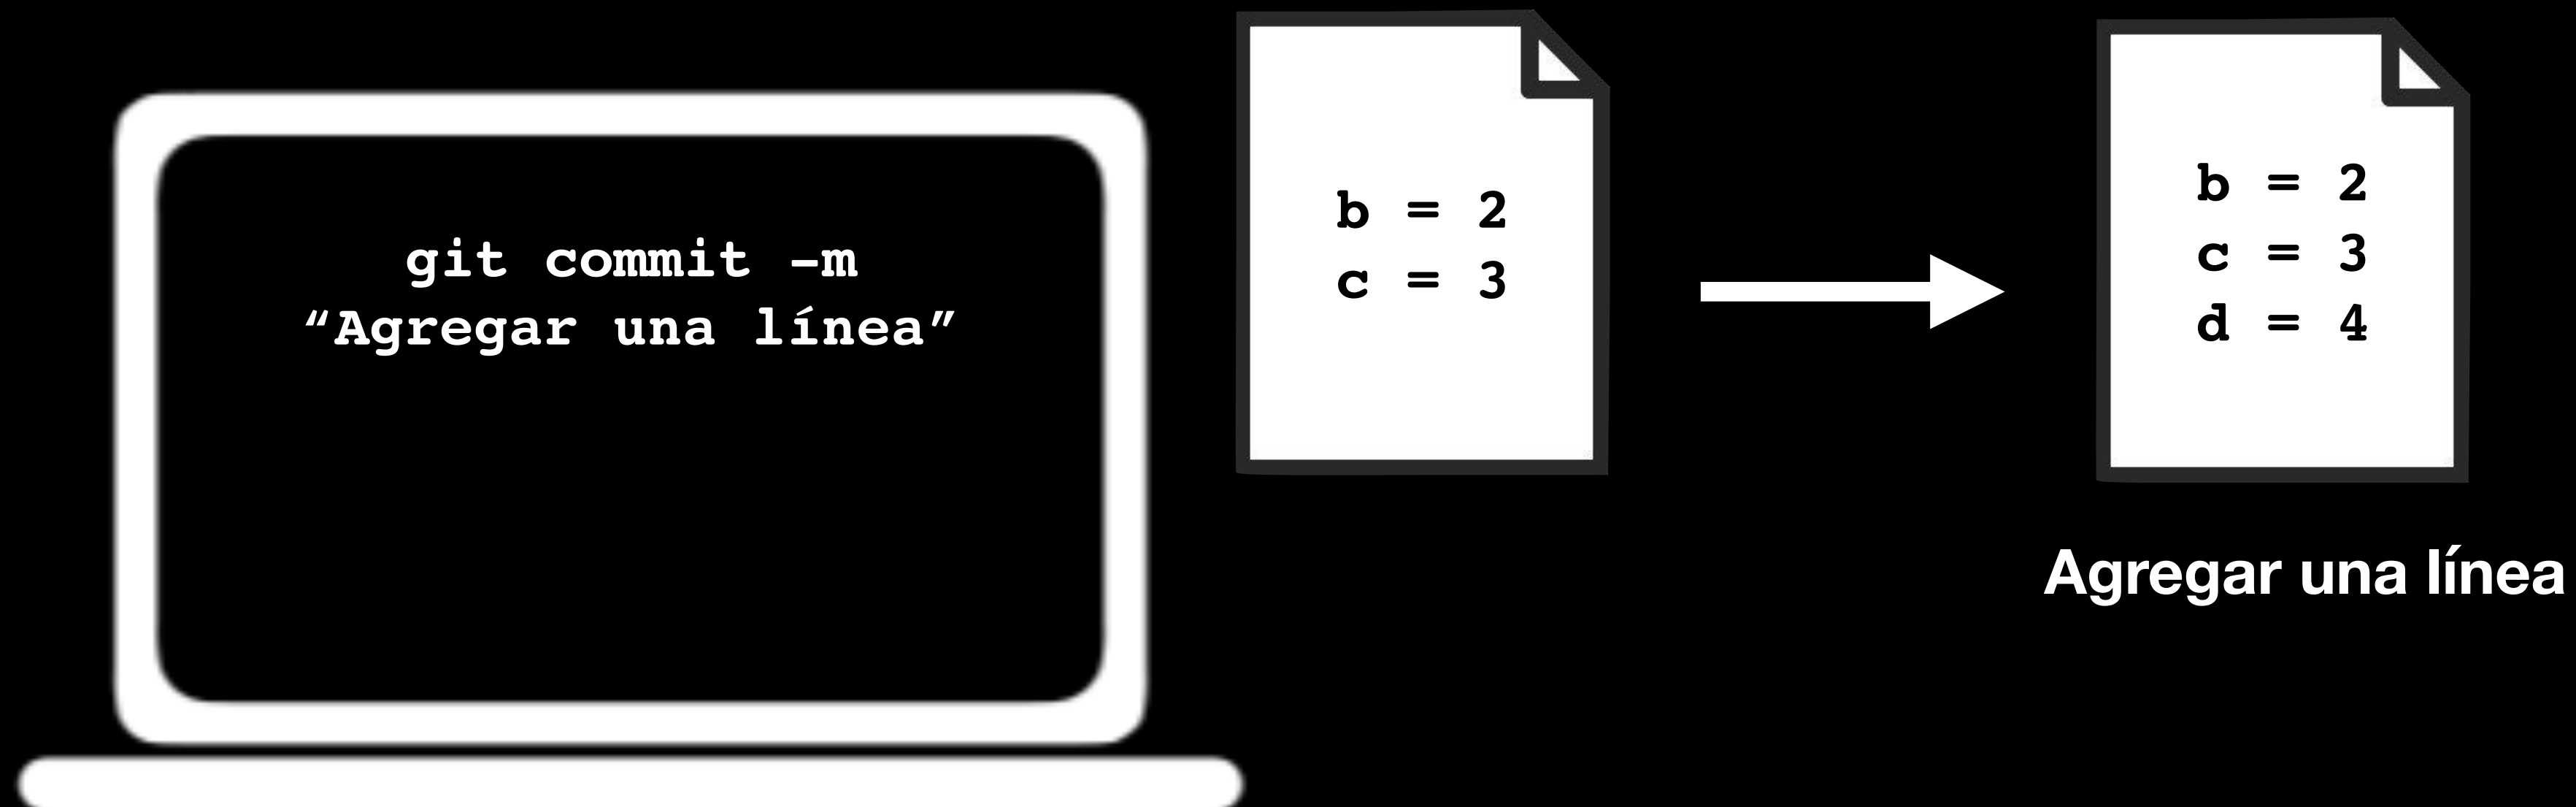 git commit -m
“Agregar una línea”
b = 2
c = 3
b = 2
c = 3
d = 4
Agregar una línea